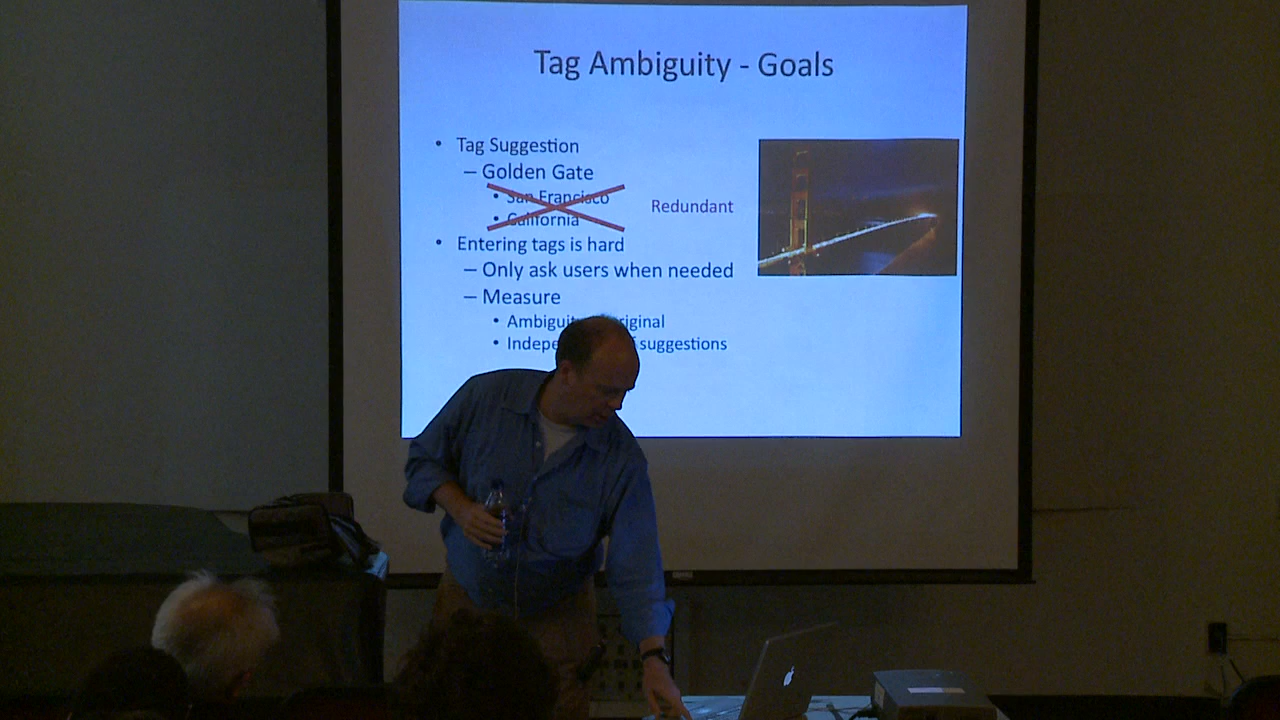 Tag Ambiguity - Goals
• Tag Suggestion
– Golden Gate
• San Francisco
• California
Redundant
• Entering tags is hard
– Only ask users when needed
– Measure
• riginal
• suggestions